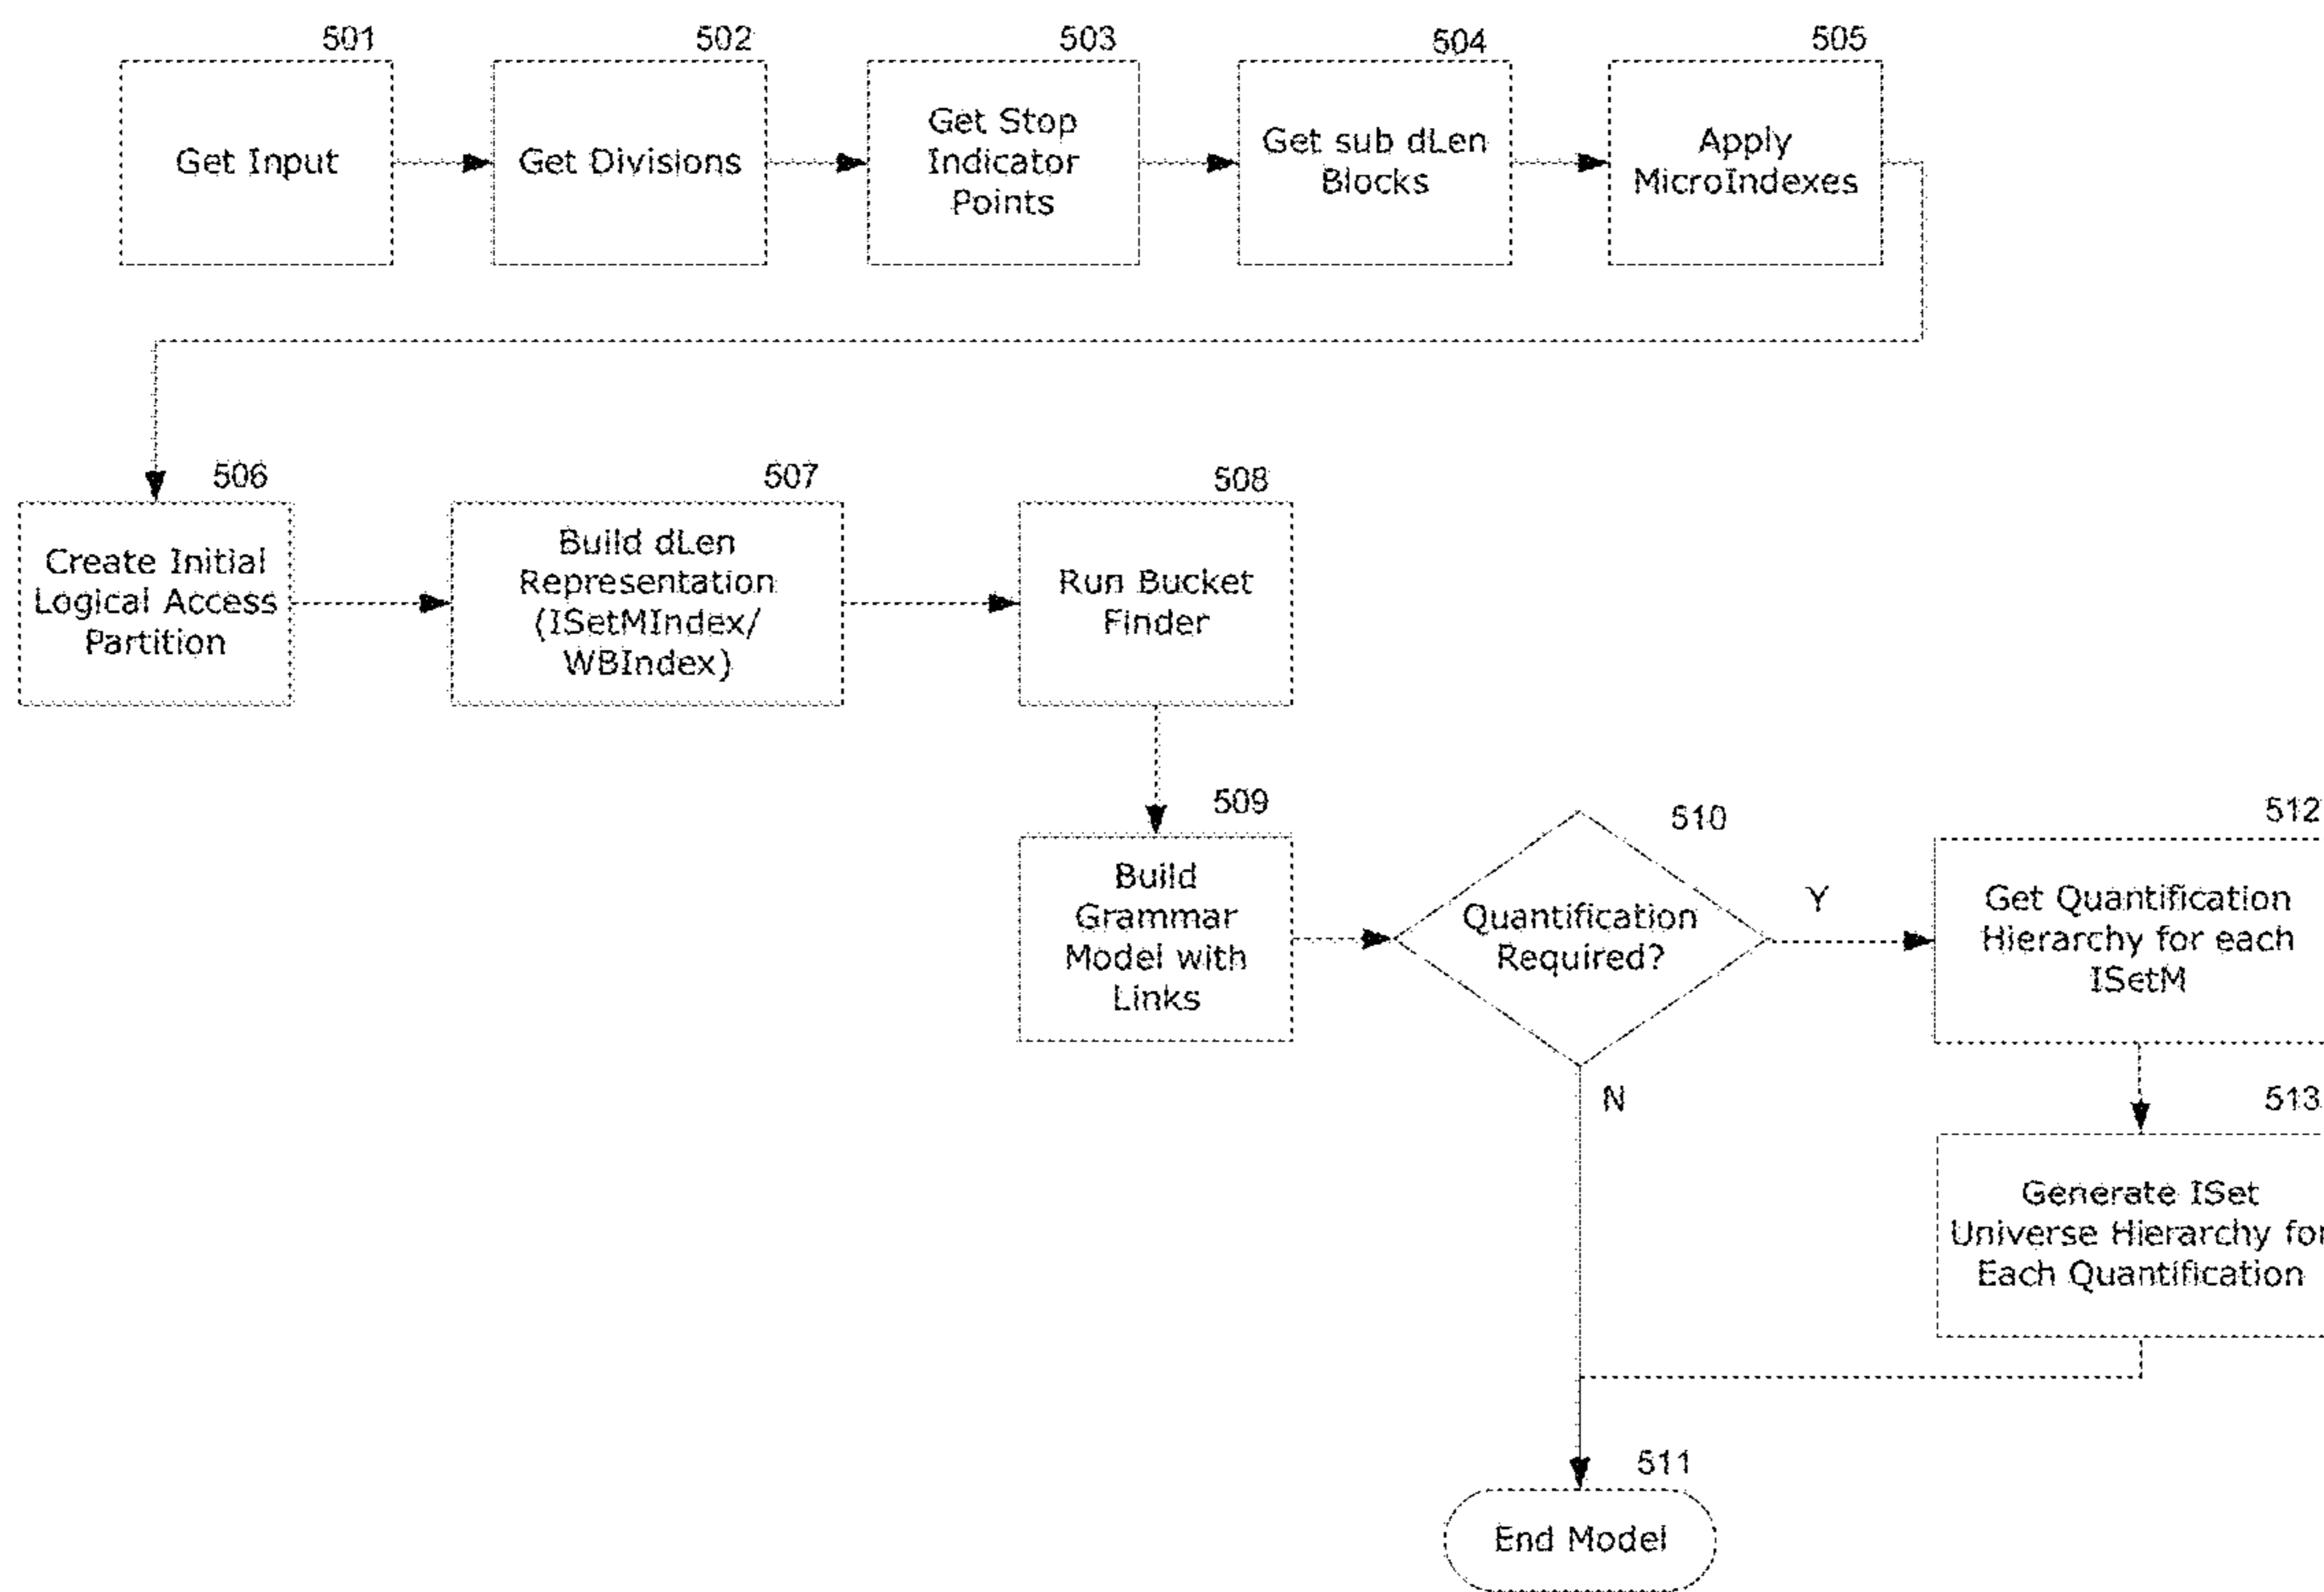 501
Get Input
502
Get Divisions
503
Get Stop
Indicator
Points
504
Get sub dLen
Blocks
505
Apply
MicroIndexes
506
Create Initial
Logical Access
Partition
507
Build dLen
Representation
(ISetMIndex/
WBIndex)
508
Run Bucket
Finder
509
Build
Grammar
Model with
Links
510
Quantification
Required?
Y
N
512
Get Quantification
Hierarchy for each
ISetM
513
Generate ISet
Universe Hierarchy for
Each Quantification
511
End Model